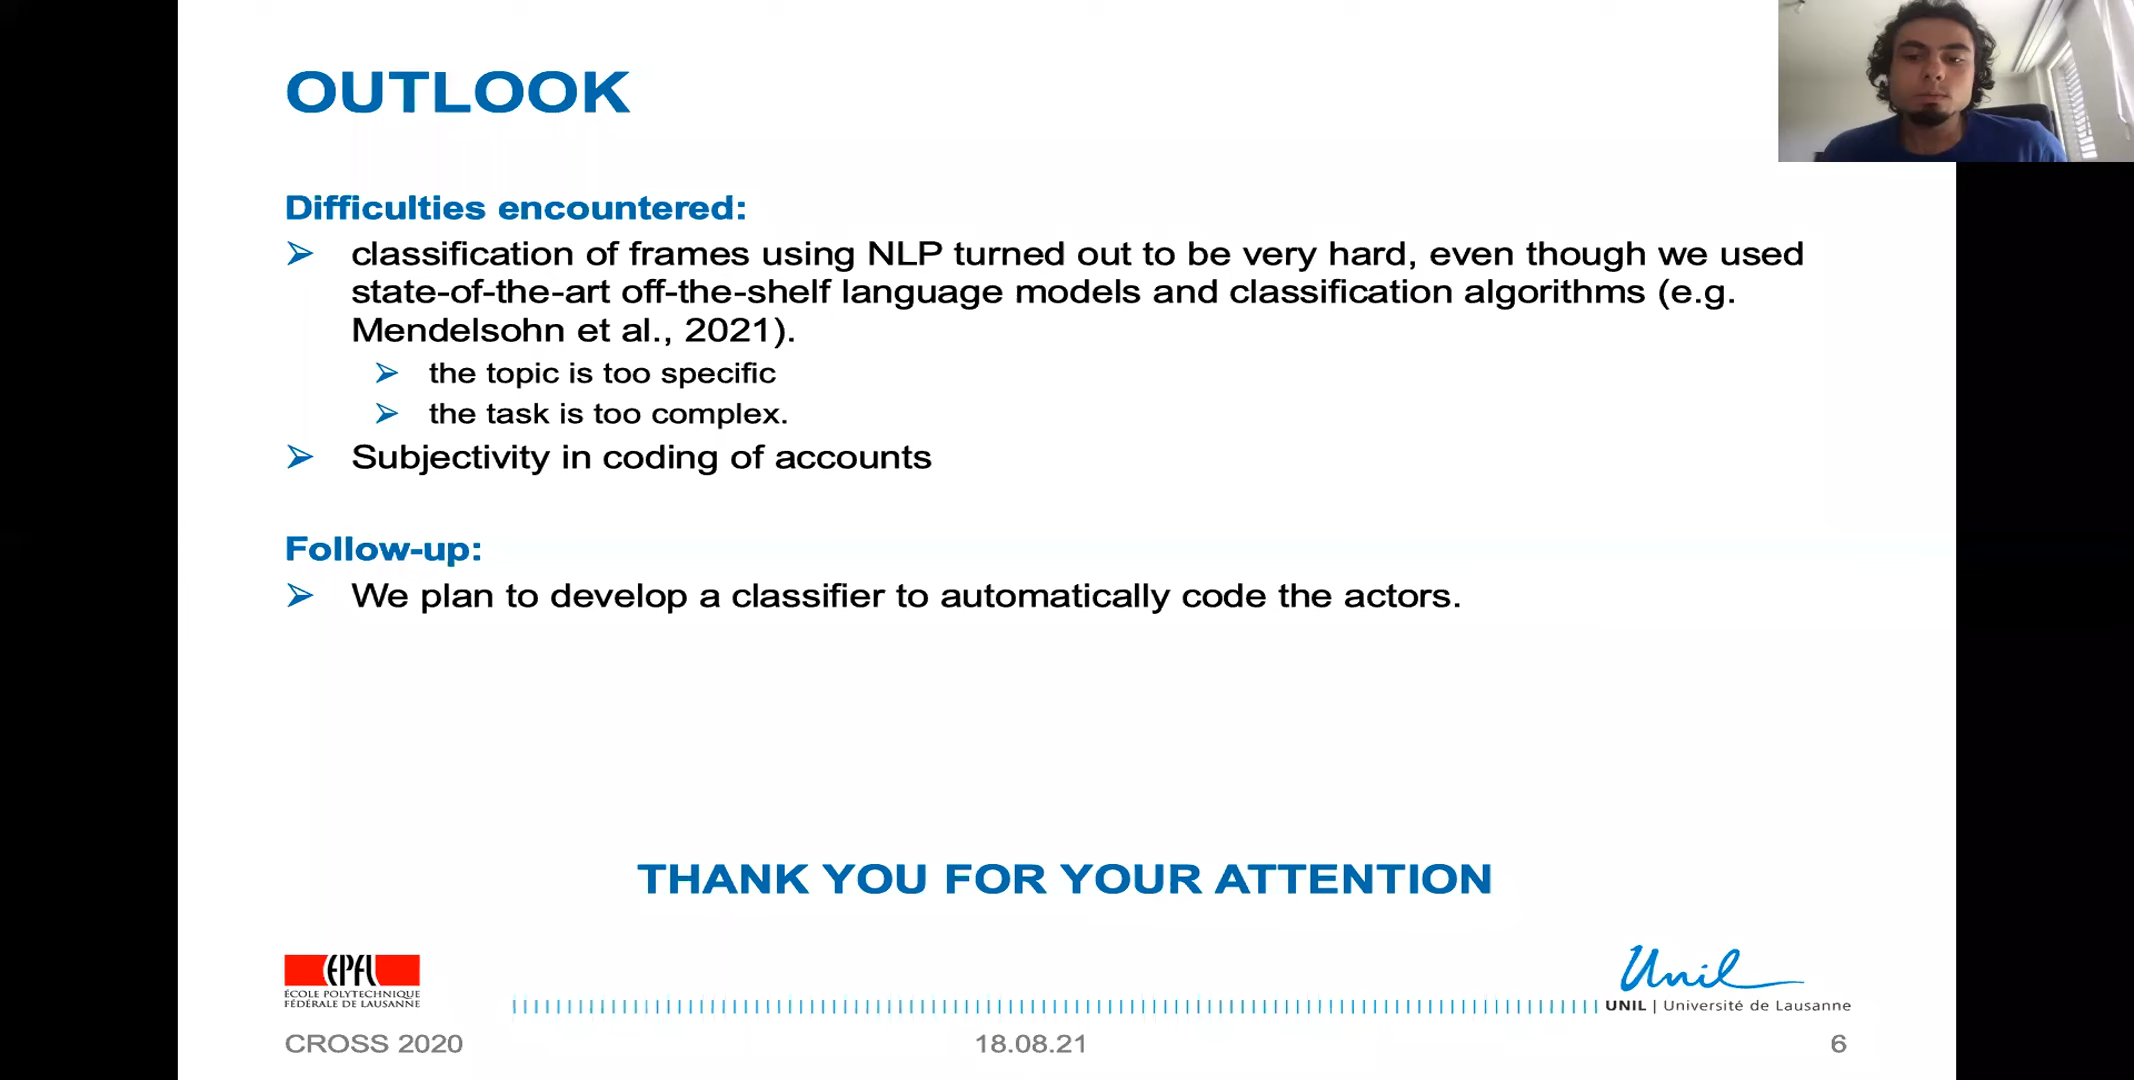 OUTLOOK
Difficulties encountered:
➢ classification of frames using NLP turned out to be very hard, even though we used
state-of-the-art off-the-shelf language models and classification algorithms (e.g.
Mendelsohn et al., 2021).
➢ the topic is too specific
➢ the task is too complex.
➢ Subjectivity in coding of accounts
Follow-up:
➢ We plan to develop a classifier to automatically code the actors.
THANK YOU FOR YOUR ATTENTION
EPFL
ÉCOLE POLYTECHNIQUE
FÉDÉRALE DE LAUSANNE
Unil
UNIL | Université de Lausanne
CROSS 2020
18.08.21
6